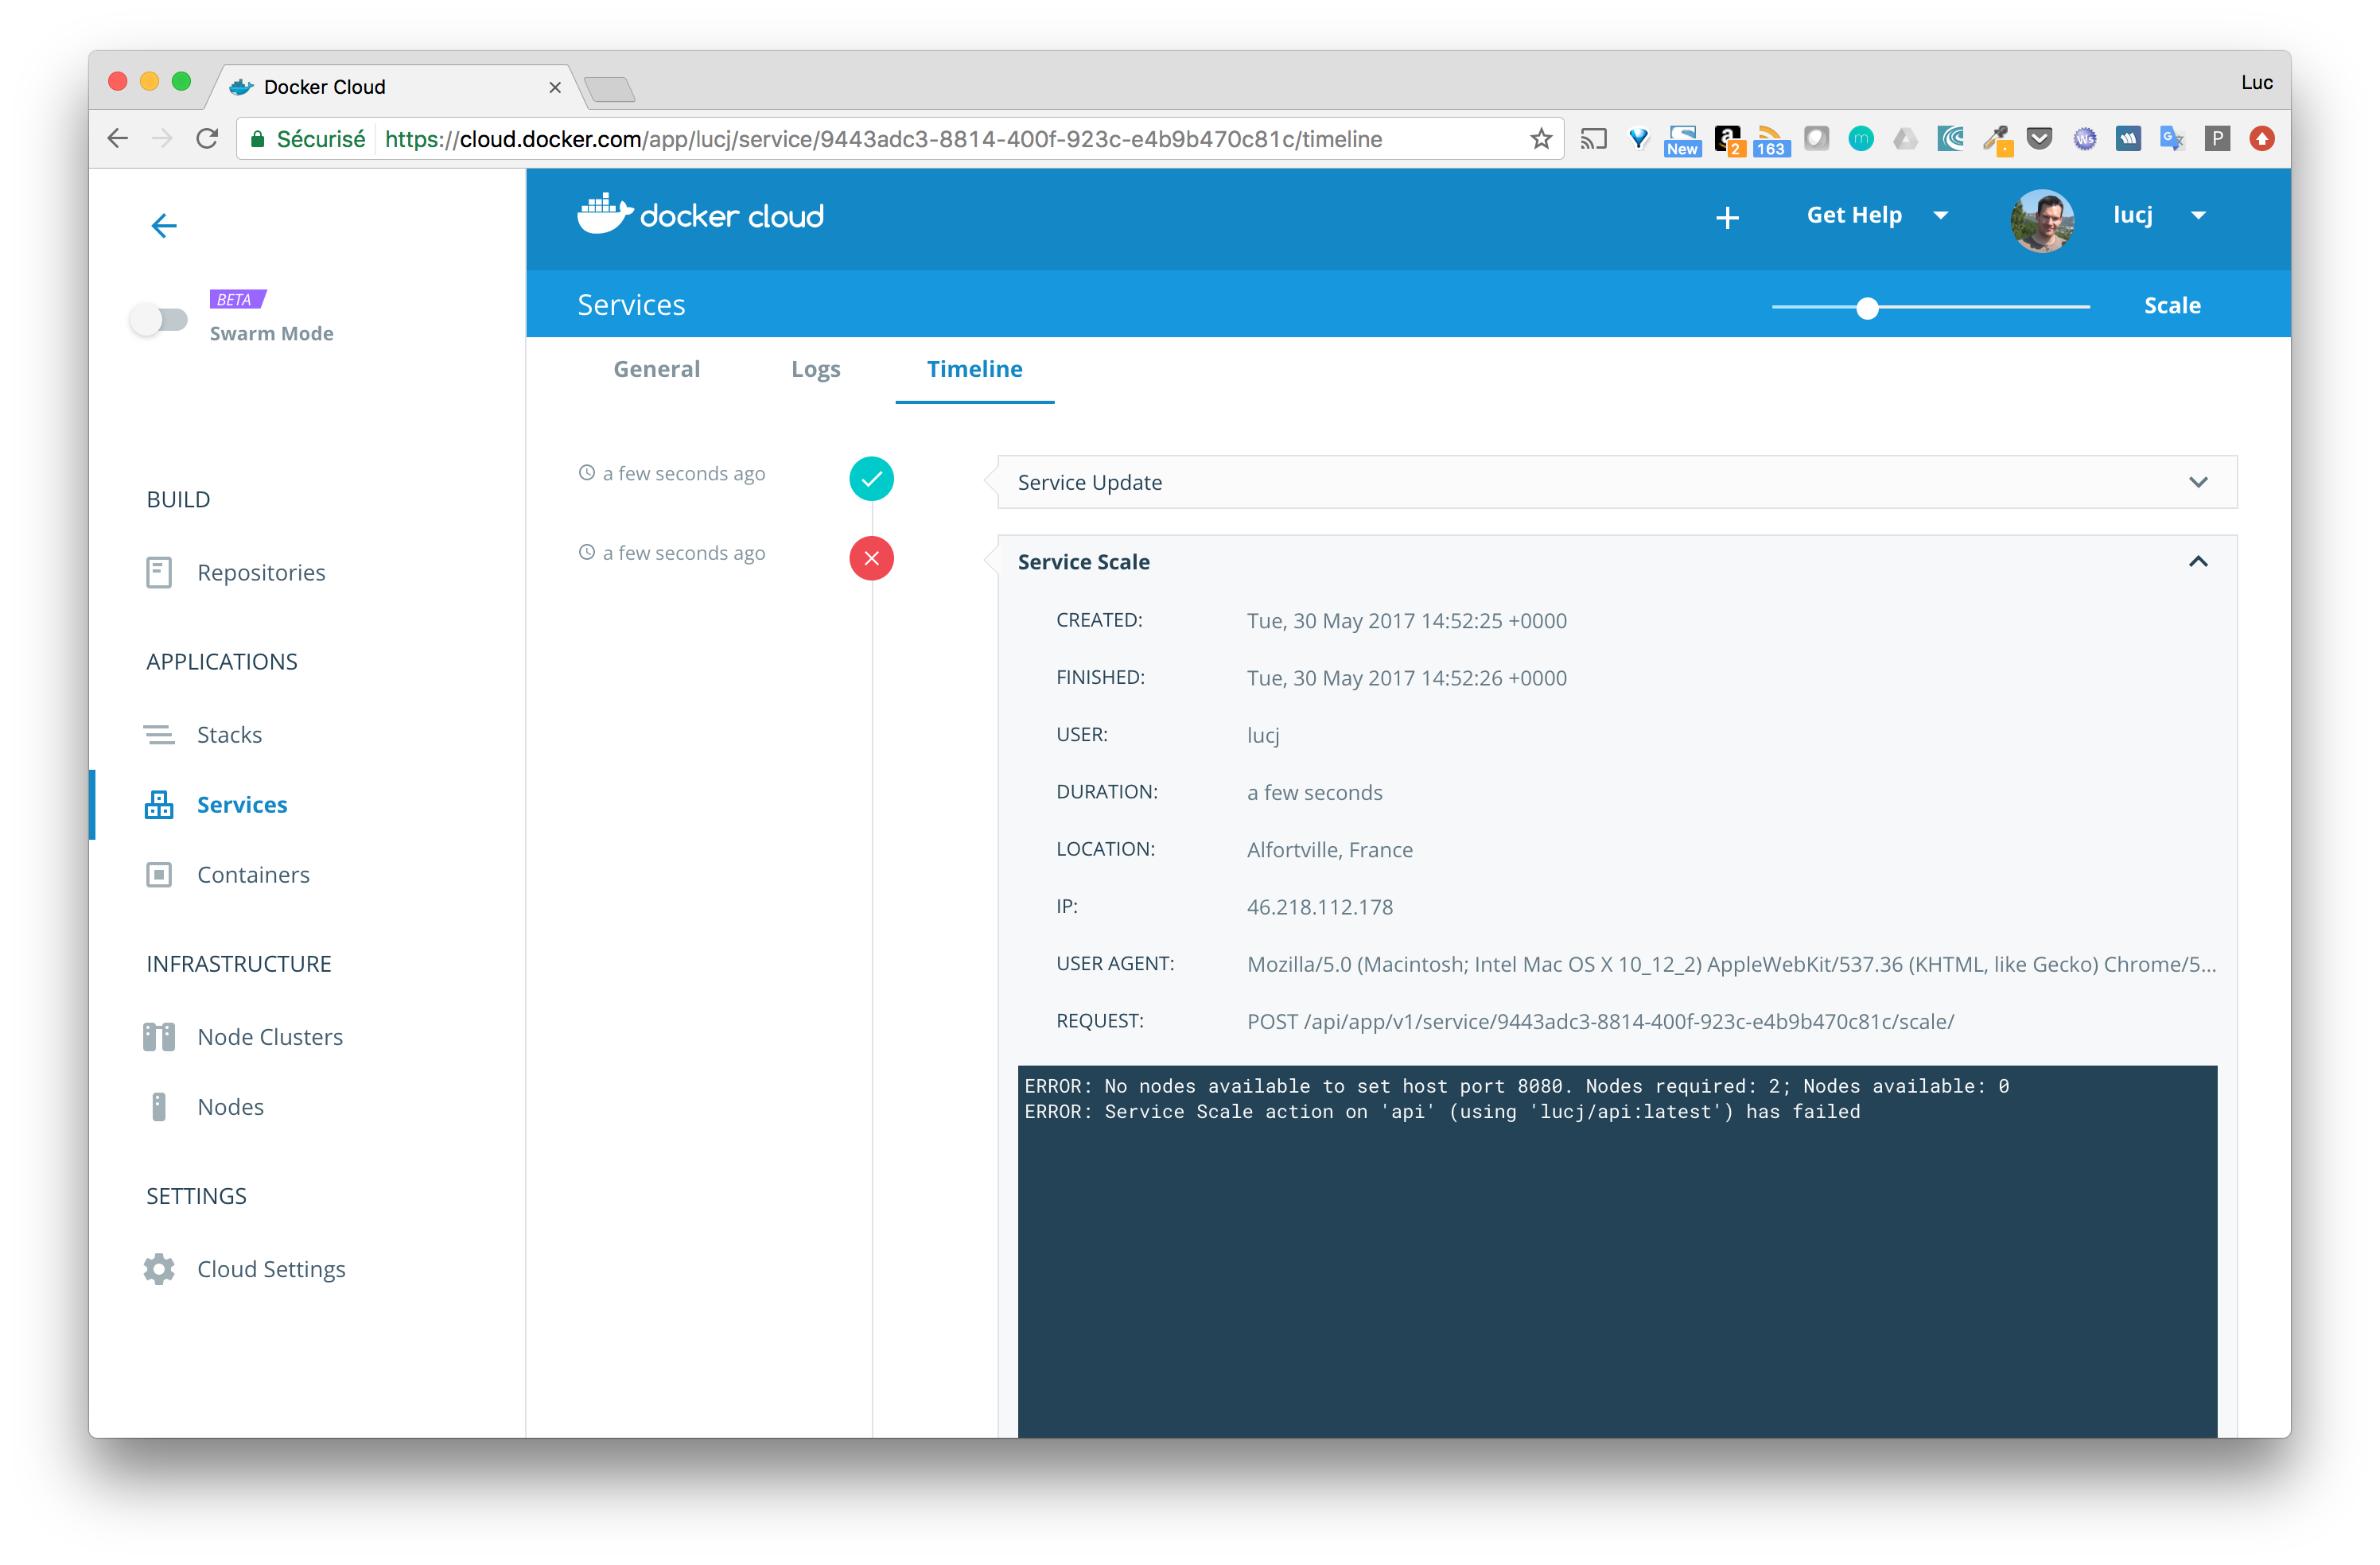 Docker Cloud
Luc
Sécurisé https://cloud.docker.com/app/lucj/service/9443adc3-8814-400f-923c-e4b9b470c81c/timeline
New 2 163 m Ws P
docker cloud
Get Help
lucj
BETA
Swarm Mode
Services
Scale
General Logs Timeline
BUILD
Repositories
APPLICATIONS
Stacks
Services
Containers
INFRASTRUCTURE
Node Clusters
Nodes
SETTINGS
Cloud Settings
a few seconds ago
Service Update
a few seconds ago
Service Scale
CREATED: Tue, 30 May 2017 14:52:25 +0000
FINISHED: Tue, 30 May 2017 14:52:26 +0000
USER: lucj
DURATION: a few seconds
LOCATION: Alfortville, France
IP: 46.218.112.178
USER AGENT: Mozilla/5.0 (Macintosh; Intel Mac OS X 10_12_2) AppleWebKit/537.36 (KHTML, like Gecko) Chrome/5...
REQUEST: POST /api/app/v1/service/9443adc3-8814-400f-923c-e4b9b470c81c/scale/
ERROR: No nodes available to set host port 8080. Nodes required: 2; Nodes available: 0
ERROR: Service Scale action on 'api' (using 'lucj/api:latest') has failed